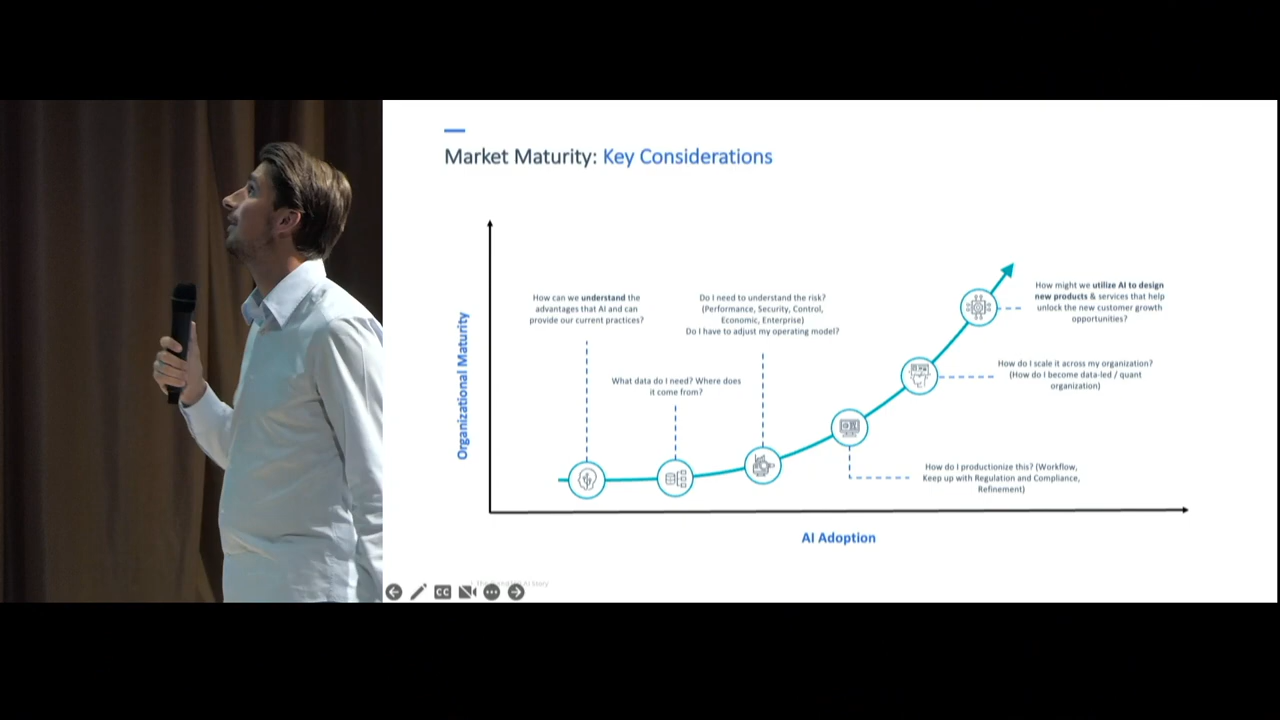 Market Maturity: Key Considerations
Organizational Maturity
How can we understand the
advantages that AI and can
provide our current practices?
What data do I need? Where does
it come from?
Do I need to understand the risk?
(Performance, Security, Control,
Economic, Enterprise)
Do I have to adjust my operating model?
How might we utilize AI to design
new products & services that help
unlock the new customer growth
opportunities?
How do I scale it across my organization?
(How do I become data-led / quant
organization)
How do I productionize this? (Workflow,
Keep up with Regulation and Compliance,
Refinement)
AI Adoption
CC